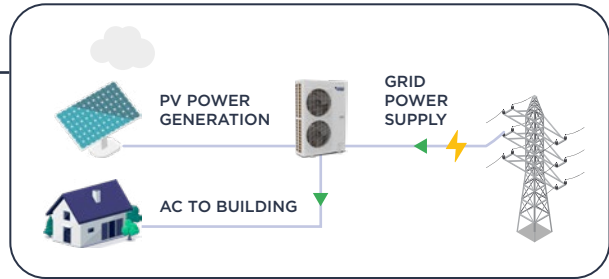 PV POWER
GENERATION
GRID
POWER
SUPPLY
AC TO BUILDING